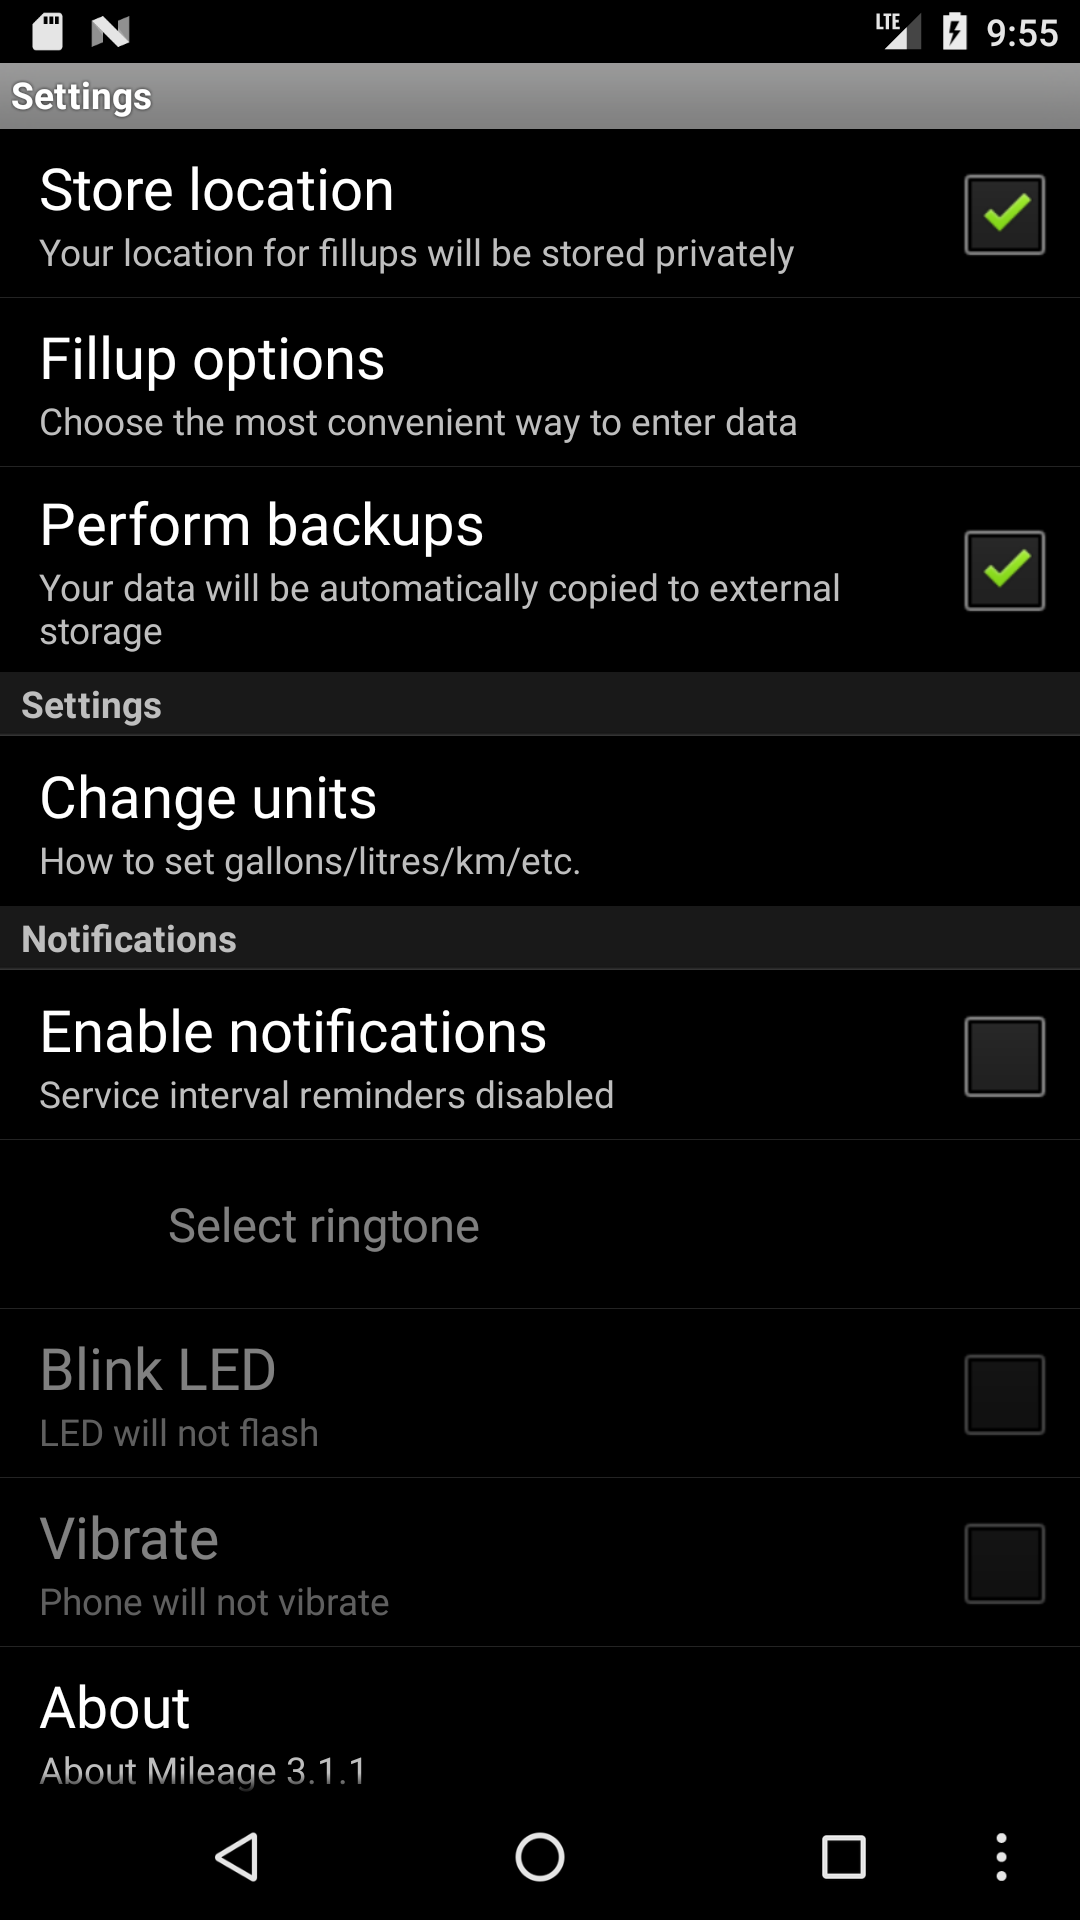 LTE 9:55
Settings
Store location
Your location for fillups will be stored privately
Fillup options
Choose the most convenient way to enter data
Perform backups
Your data will be automatically copied to external
storage
Settings
Change units
How to set gallons/litres/km/etc.
Notifications
Enable notifications
Service interval reminders disabled
Select ringtone
Blink LED
LED will not flash
Vibrate
Phone will not vibrate
About
About Mileage 3.1.1